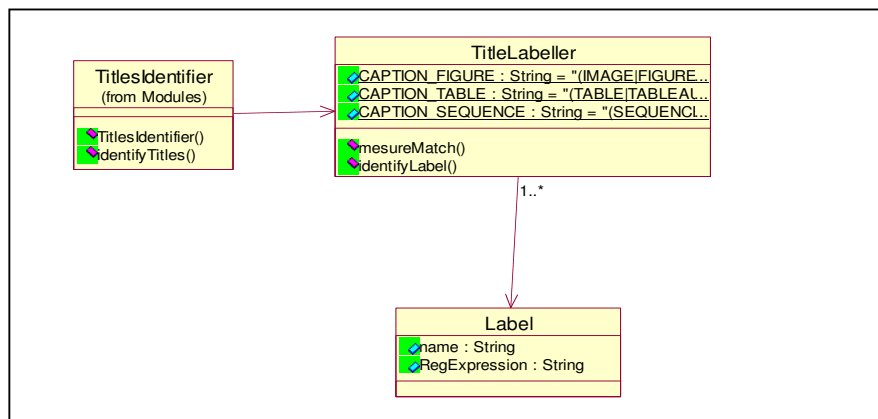 TitlesIdentifier
(from Modules)
TitlesIdentifier()
identifyTitles()
TitleLabeller
CAPTION_FIGURE : String = "(IMAGE|FIGURE...
CAPTION_TABLE : String = "(TABLE|TABLEAU...
CAPTION_SEQUENCE : String = "(SEQUENCI...
mesureMatch()
identifyLabel()
1..*
Label
name : String
RegExpression : String